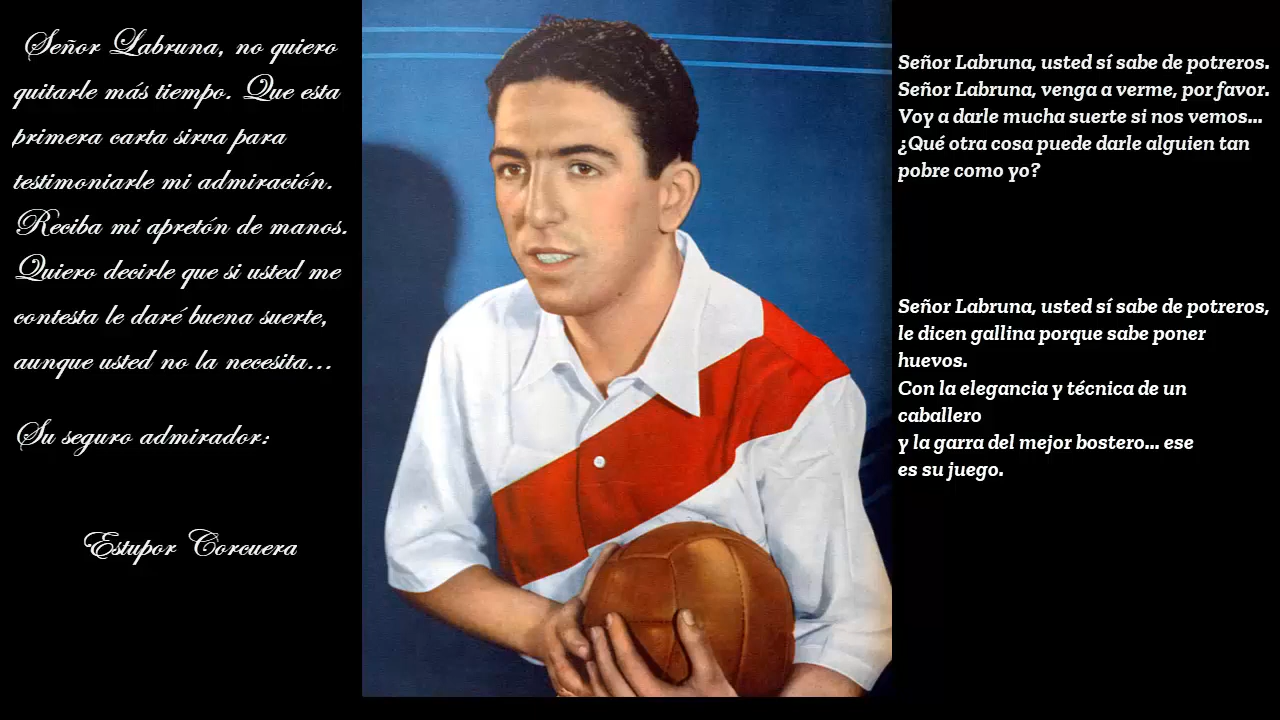 Señor Labruna, no quiero
quitarle más tiempo. Que esta
primera carta sirva para
testimoniarle mi admiración.
Reciba mi apretón de manos.
Quiero decirle que si usted me
contesta le daré buena suerte,
aunque usted no la necesita...
Su seguro admirador:
Estupor Corcuera
Señor Labruna, usted sí sabe de potreros.
Señor Labruna, venga a verme, por favor.
Voy a darle mucha suerte si nos vemos...
¿Qué otra cosa puede darle alguien tan
pobre como yo?
Señor Labruna, usted sí sabe de potreros,
le dicen gallina porque sabe poner
huevos.
Con la elegancia y técnica de un
caballero
y la garra del mejor bostero... ese
es su juego.